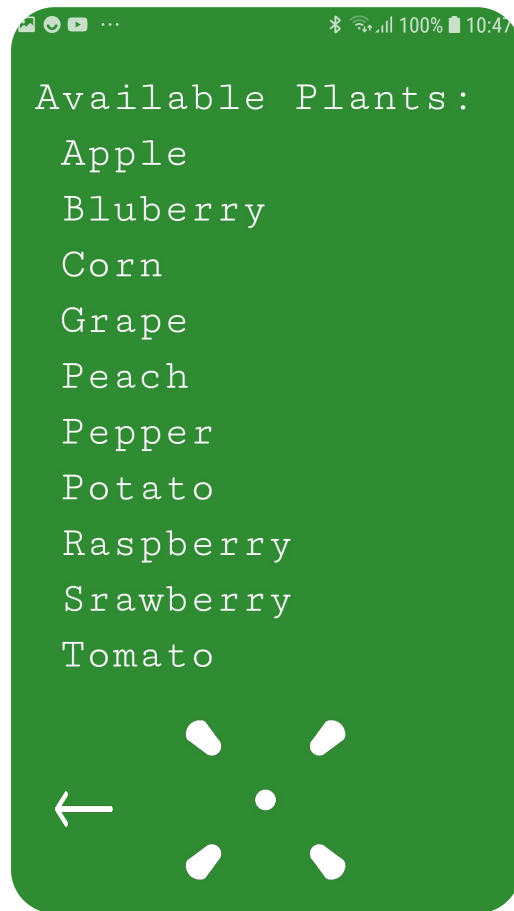 100% 10:47
Available Plants:
Apple
Bluberry
Corn
Grape
Peach
Pepper
Potato
Raspberry
Srawberry
Tomato